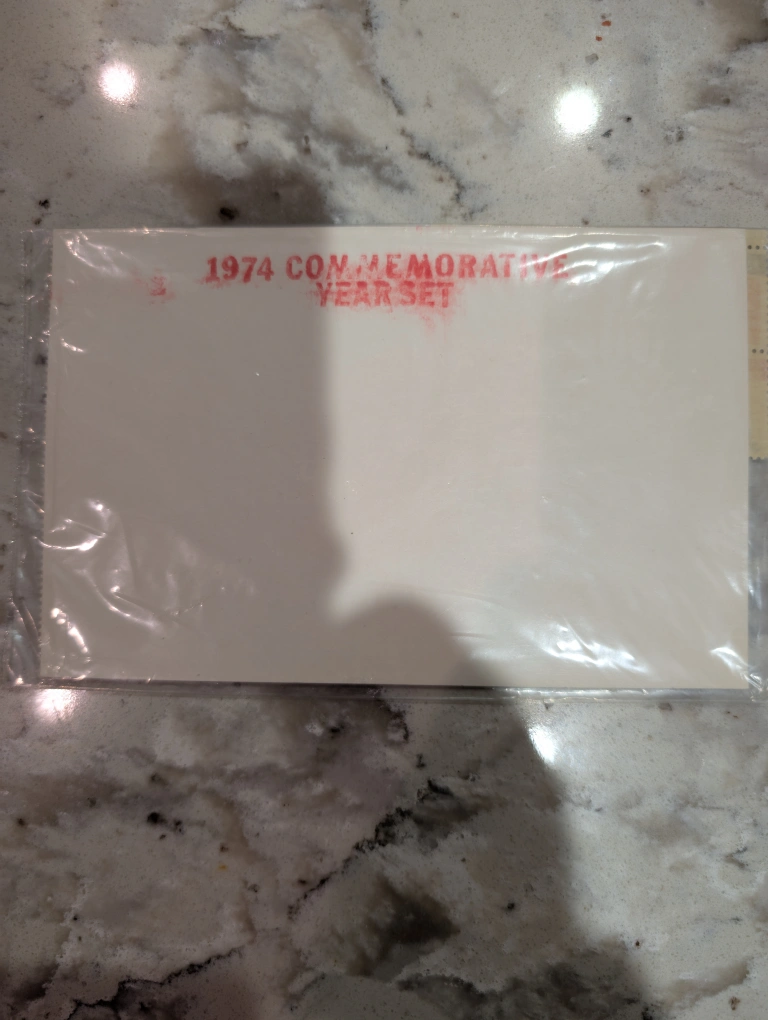 1974 COMMEMORATIVE
YEAR SET